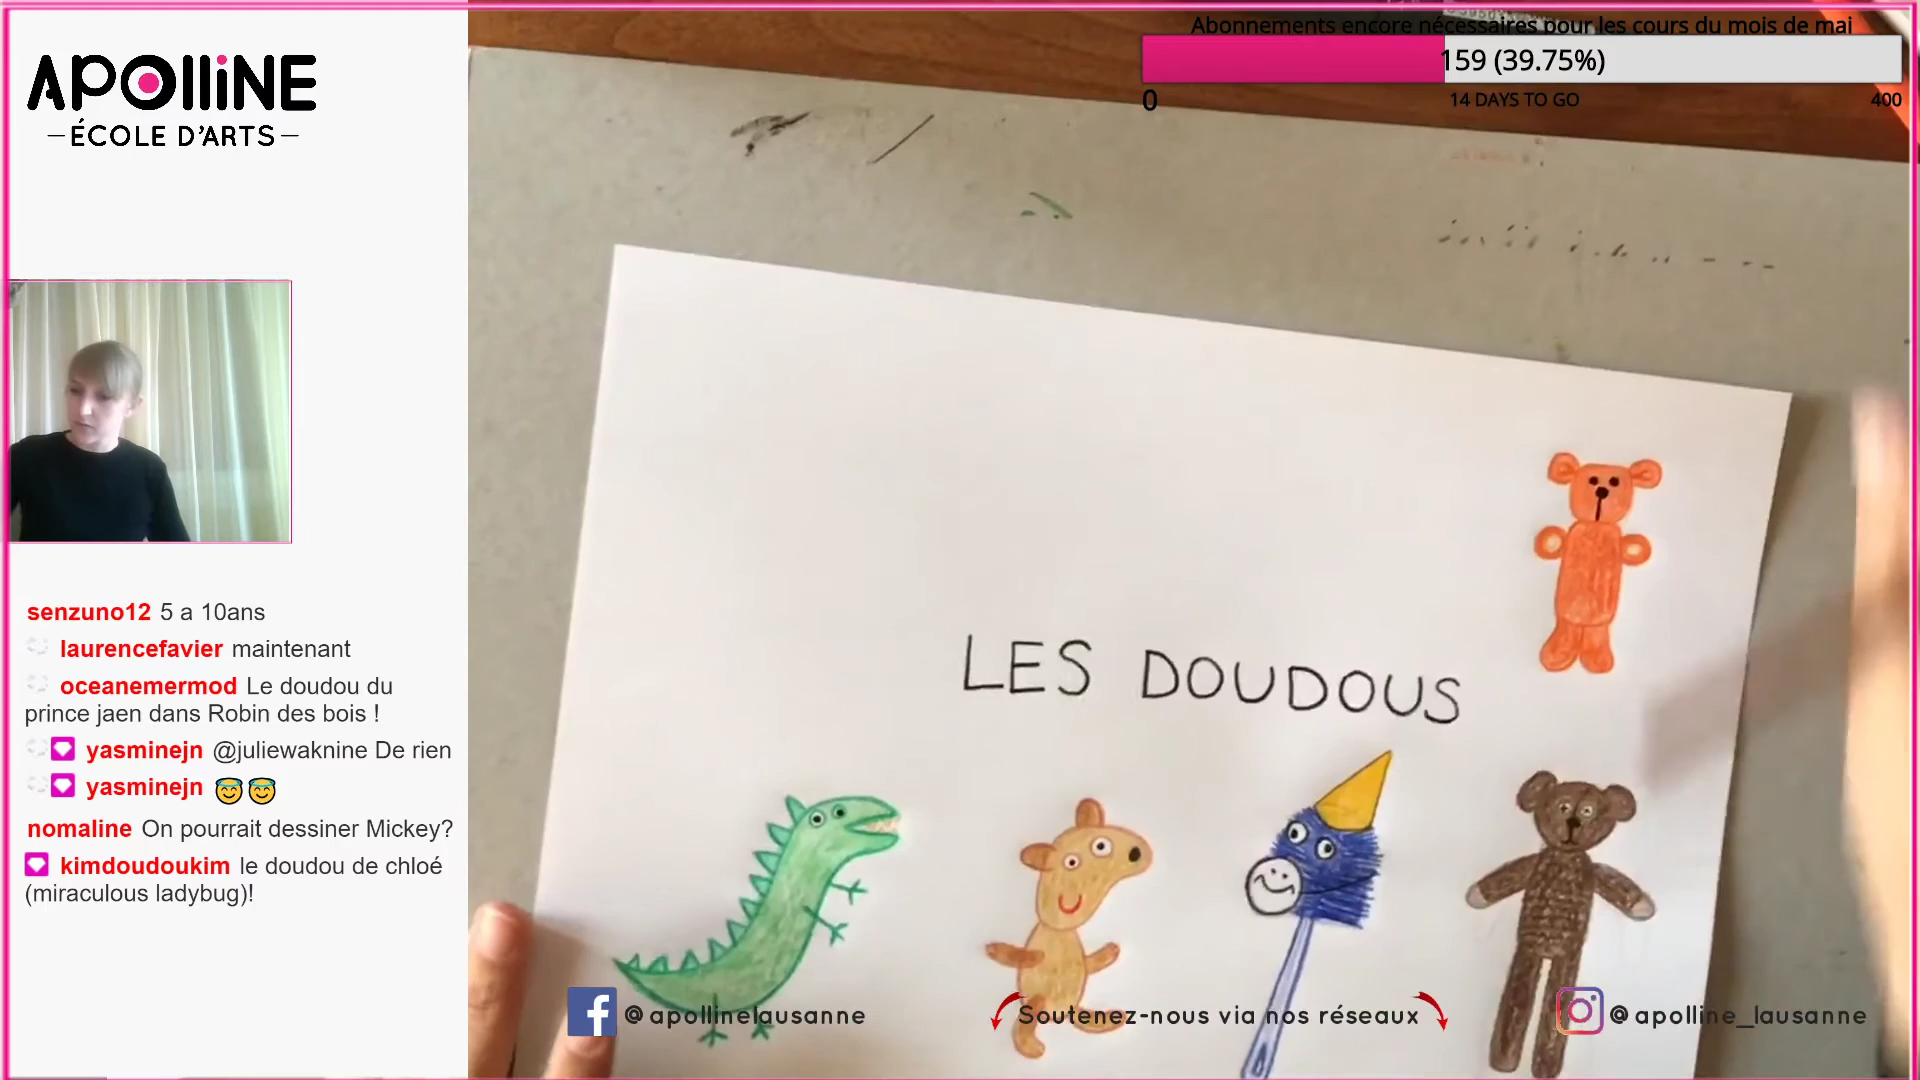 APOLLINE
ÉCOLE D'ARTS
Abonnements encore nécessaires pour les cours du mois de mai
159 (39.75%)
0
14 DAYS TO GO
400
senzuno12 5 a 10ans
laurencefavier maintenant
oceanemermod Le doudou du
prince jaen dans Robin des bois !
yasminejn @juliewaknine De rien
yasminejn 😇😇
nomaline On pourrait dessiner Mickey?
kimdoudoukim le doudou de chloé
(miraculous ladybug)!
LES DOUDOUS
@apollinelausanne
Soutenez-nous via nos réseaux
@apolline_lausanne